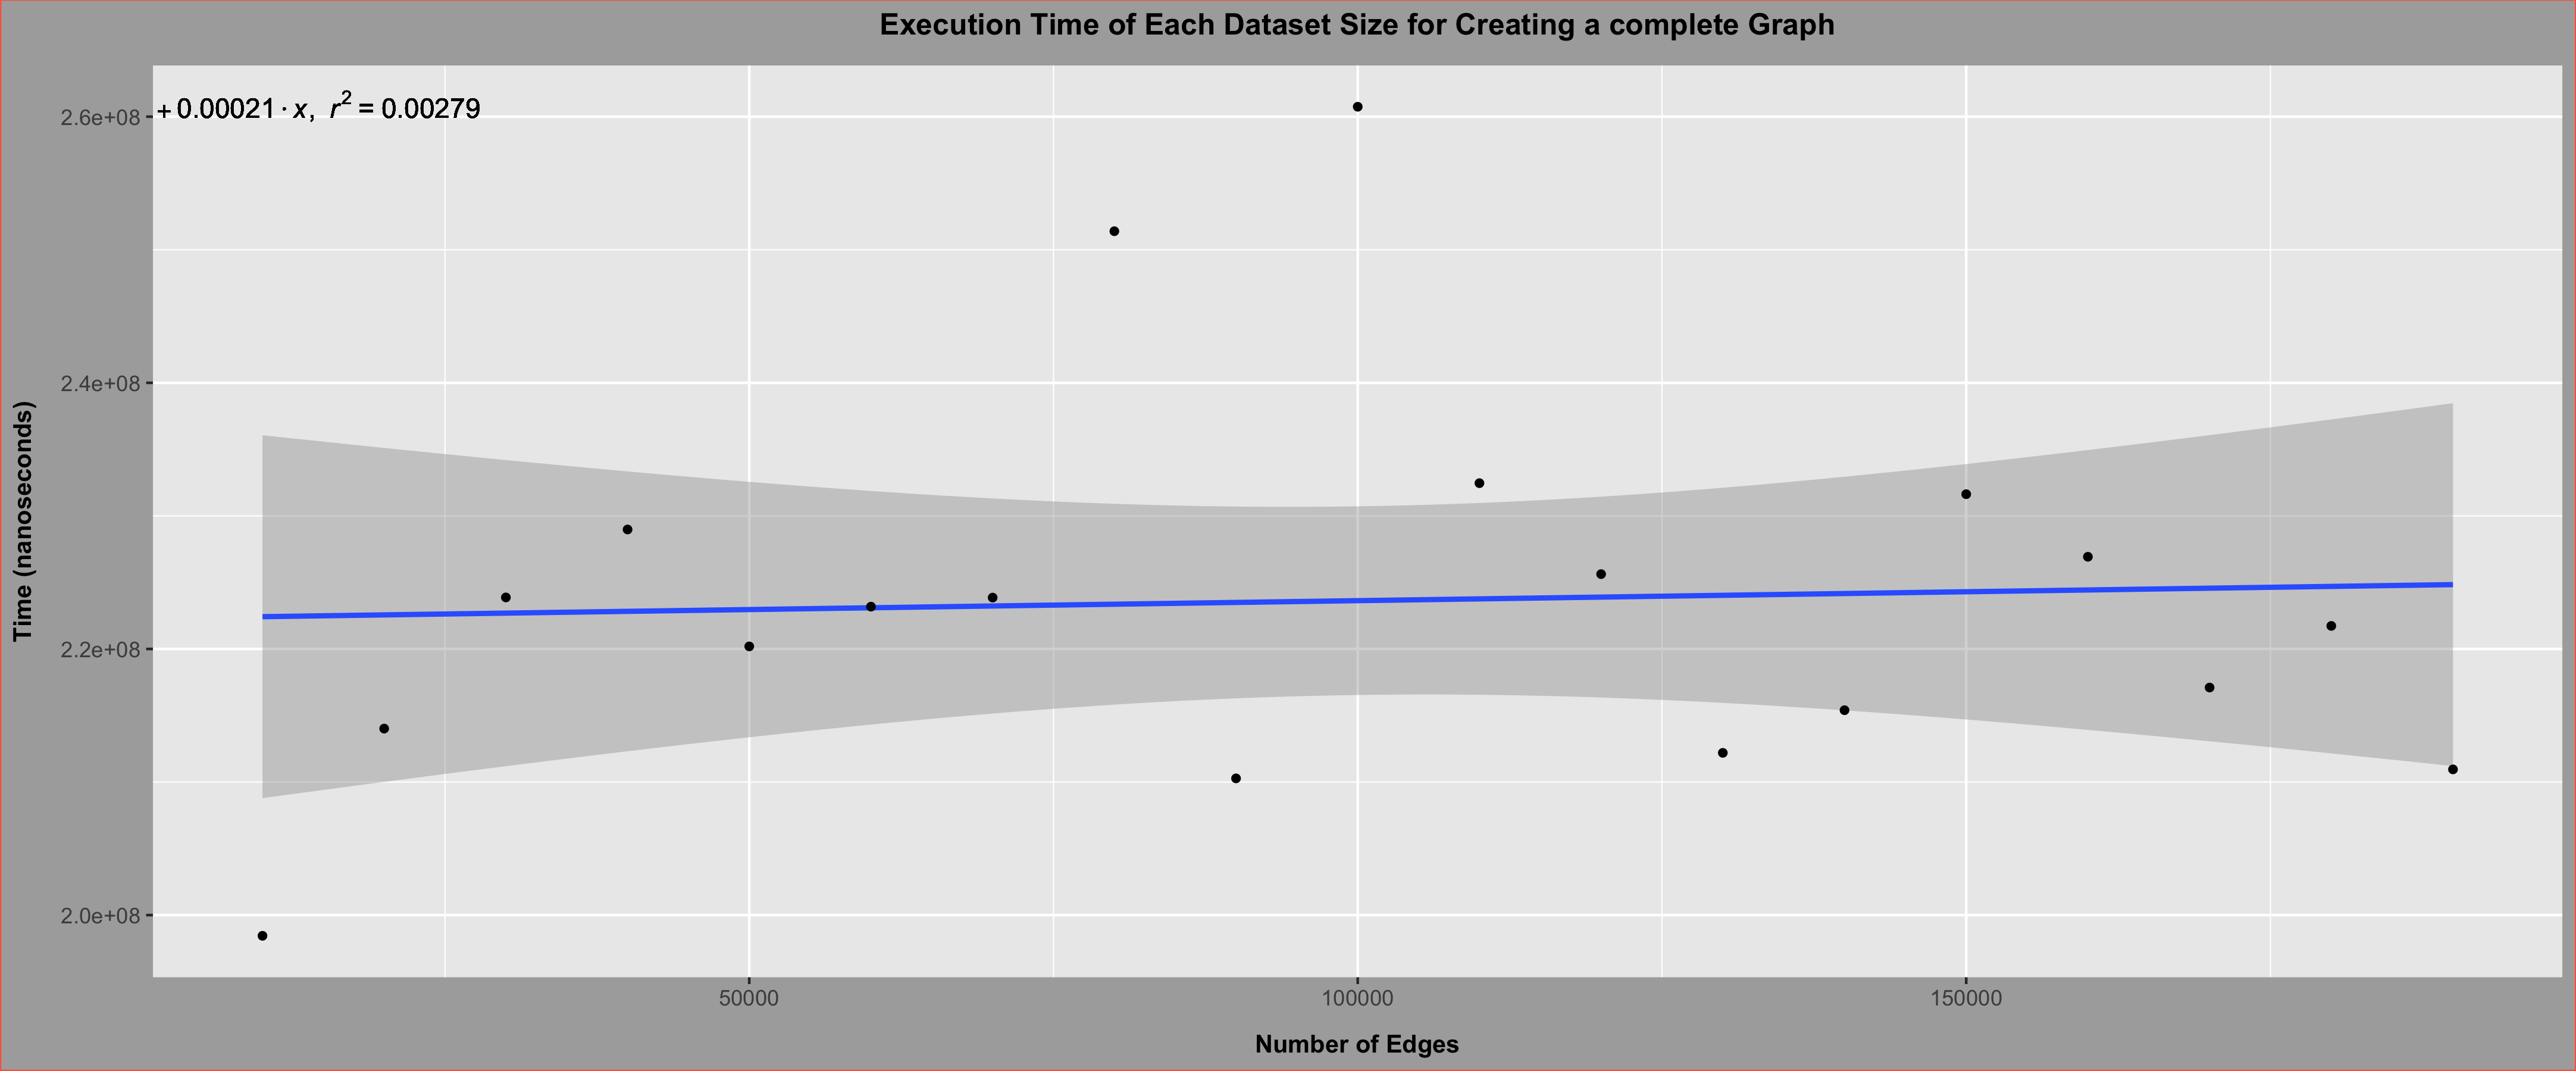 Execution Time of Each Dataset Size for Creating a complete Graph
+ 0.00021 · x, r² = 0.00279
2.6e+08
2.4e+08
2.2e+08
2.0e+08
Time (nanoseconds)
50000 100000 150000
Number of Edges